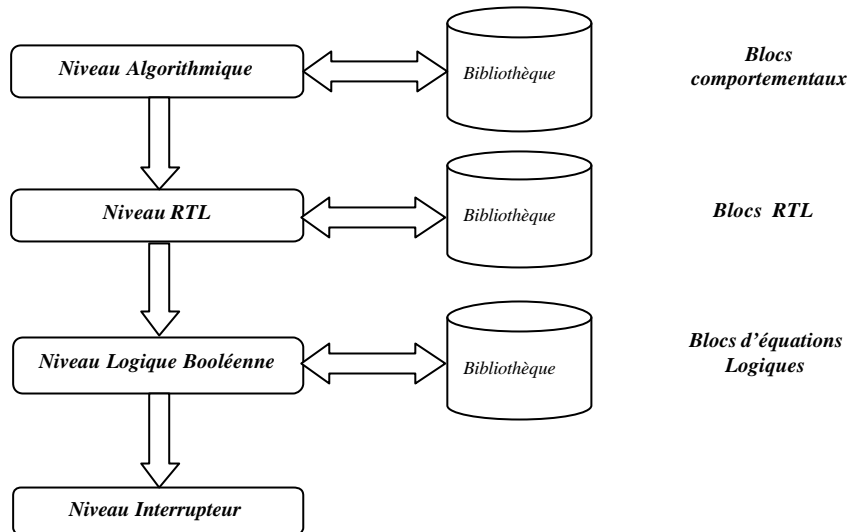 Niveau Algorithmique
Bibliothèque
Blocs
comportementaux
Niveau RTL
Bibliothèque
Blocs RTL
Niveau Logique Booléenne
Bibliothèque
Blocs d’équations
Logiques
Niveau Interrupteur